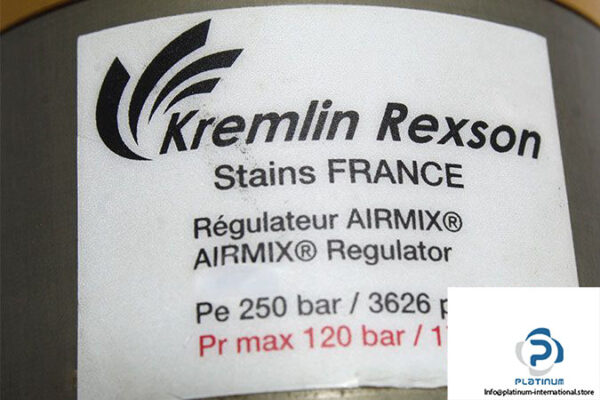 Kremlin Rexson
Stains FRANCE
Régulateur AIRMIX®
AIRMIX® Regulator
Pe 250 bar / 3626
Pr max 120 bar /
PLATINUM
Info@platinum-international.store